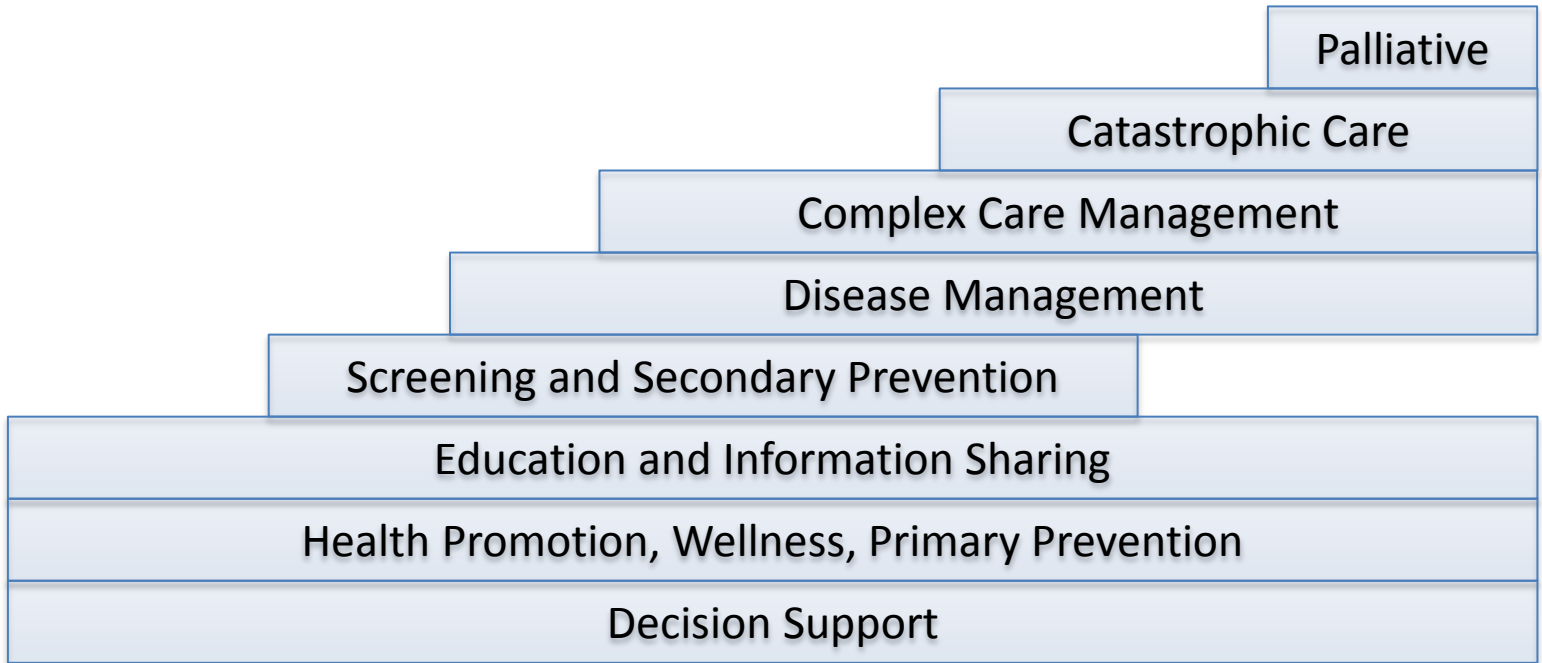 Palliative
Catastrophic Care
Complex Care Management
Disease Management
Screening and Secondary Prevention
Education and Information Sharing
Health Promotion, Wellness, Primary Prevention
Decision Support